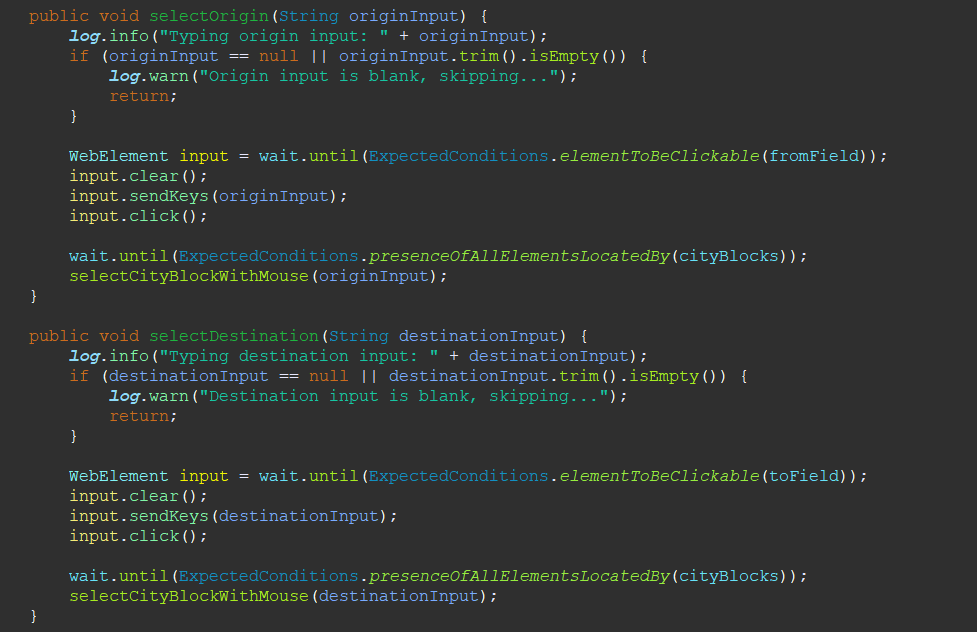 public void selectOrigin(String originInput) {
    log.info("Typing origin input: " + originInput);
    if (originInput == null || originInput.trim().isEmpty()) {
        log.warn("Origin input is blank, skipping...");
        return;
    }

    WebElement input = wait.until(ExpectedConditions.elementToBeClickable(fromField));
    input.clear();
    input.sendKeys(originInput);
    input.click();

    wait.until(ExpectedConditions.presenceOfAllElementsLocatedBy(cityBlocks));
    selectCityBlockWithMouse(originInput);
}

public void selectDestination(String destinationInput) {
    log.info("Typing destination input: " + destinationInput);
    if (destinationInput == null || destinationInput.trim().isEmpty()) {
        log.warn("Destination input is blank, skipping...");
        return;
    }

    WebElement input = wait.until(ExpectedConditions.elementToBeClickable(toField));
    input.clear();
    input.sendKeys(destinationInput);
    input.click();

    wait.until(ExpectedConditions.presenceOfAllElementsLocatedBy(cityBlocks));
    selectCityBlockWithMouse(destinationInput);
}